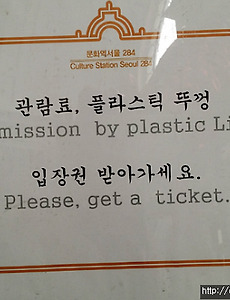 문화역서울 284
Culture Station Seoul 284
관람료, 플라스틱 뚜껑
mission by plastic Li
입장권 받아가세요.
Please, get a ticket.
http://